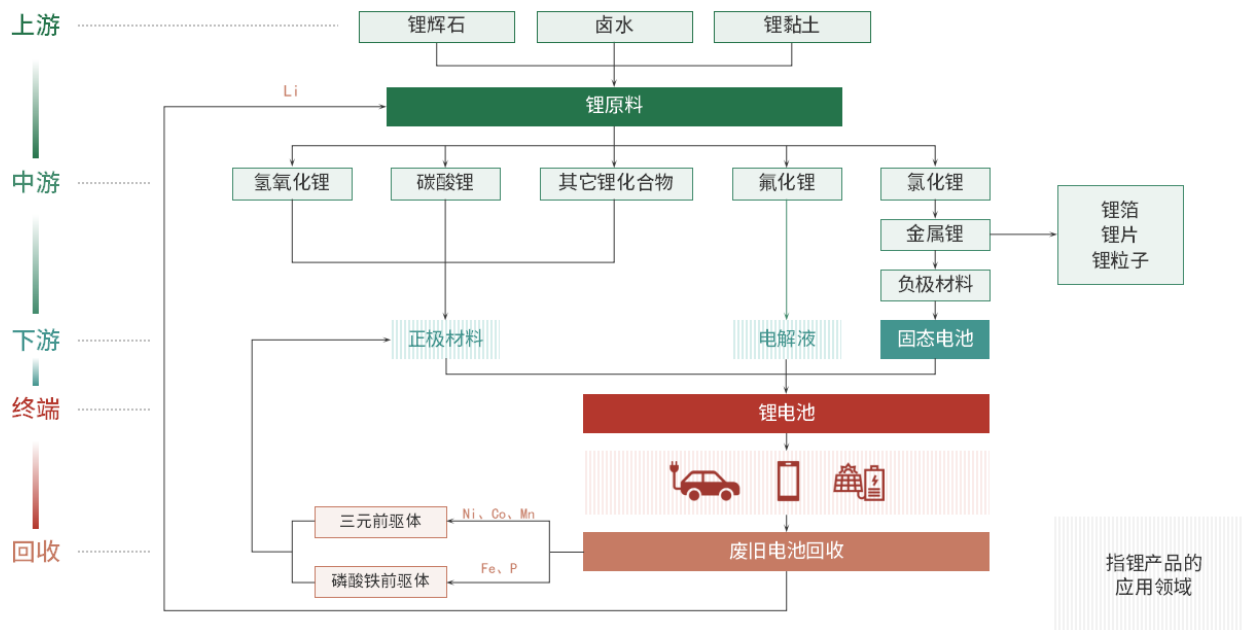 上游
锂辉石
卤水
锂黏土
Li
锂原料
中游
氢氧化锂
碳酸锂
其它锂化合物
氟化锂
氯化锂
金属锂
锂箔
锂片
锂粒子
负极材料
下游
正极材料
电解液
固态电池
终端
锂电池
回收
三元前驱体
Ni、Co、Mn
废旧电池回收
磷酸铁前驱体
Fe、P
指锂产品的
应用领域